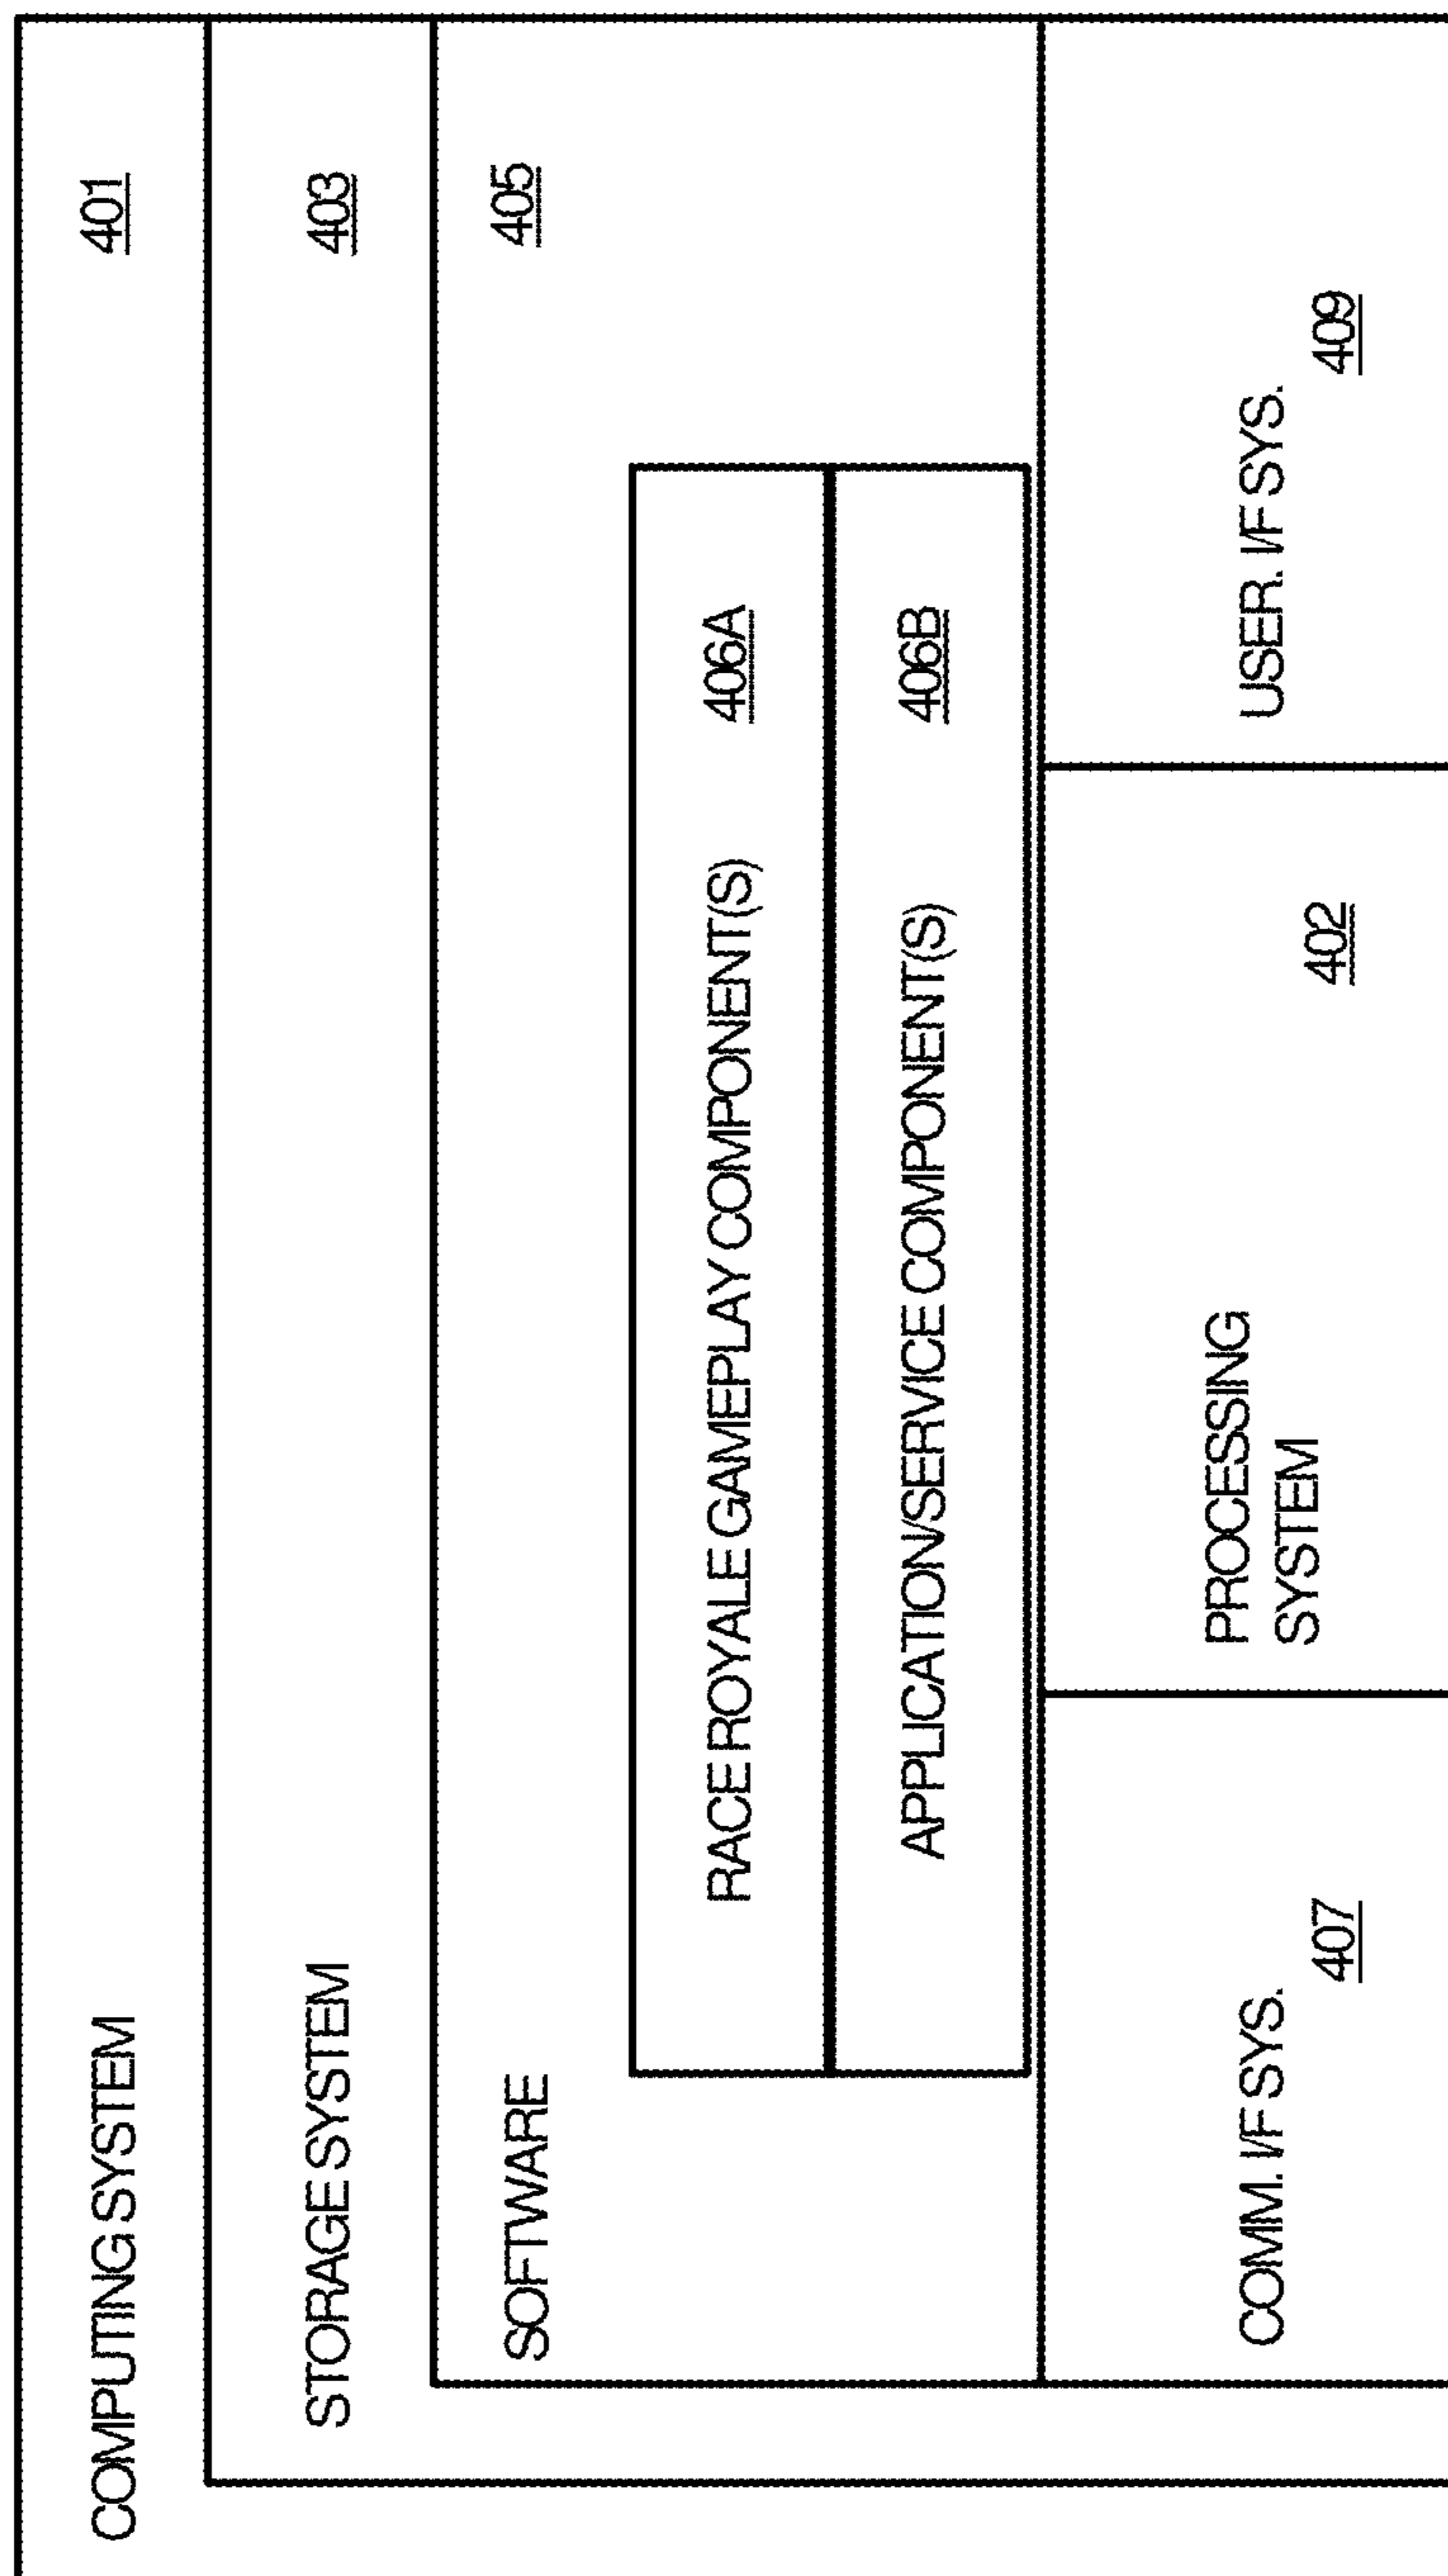 COMPUTING SYSTEM 401
STORAGE SYSTEM 403
SOFTWARE 405
RACE ROYALE GAMEPLAY COMPONENT(S) 406A
APPLICATION/SERVICE COMPONENT(S) 406B
COMM. I/F SYS.
407
PROCESSING
SYSTEM
402
USER. I/F SYS.
409